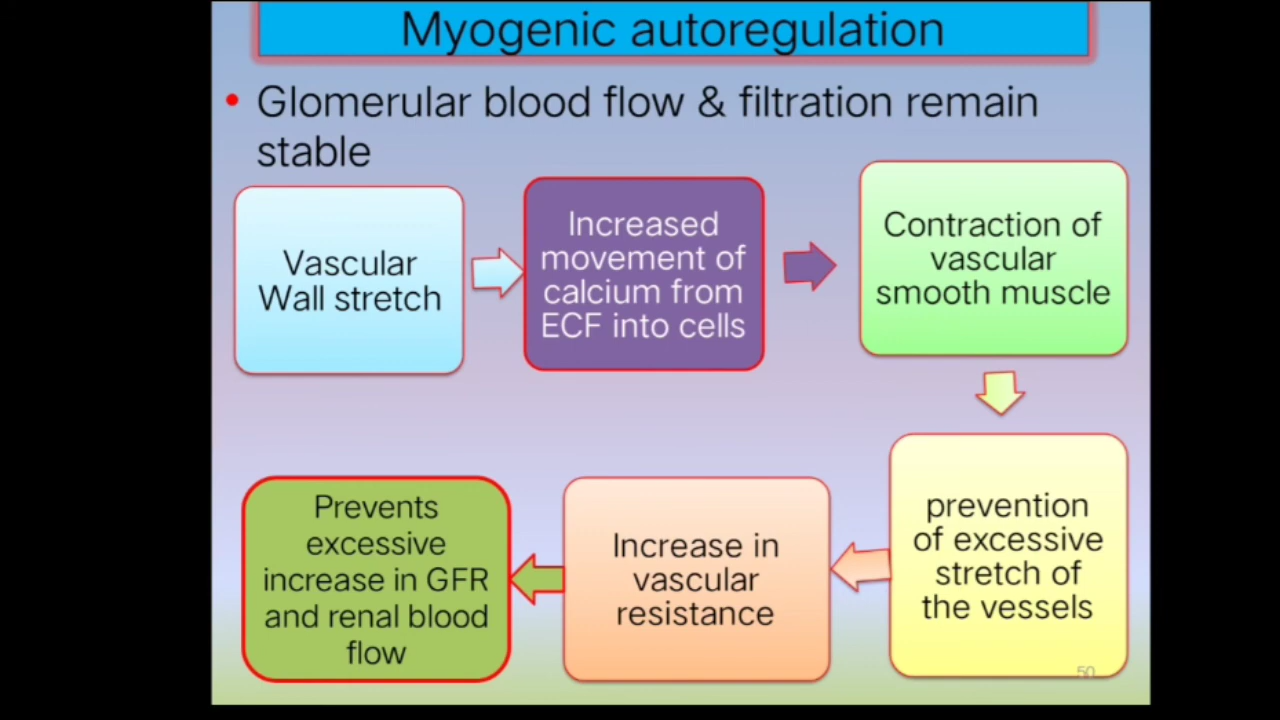 Myogenic autoregulation
• Glomerular blood flow & filtration remain
stable
Vascular
Wall stretch
Increased
movement of
calcium from
ECF into cells
Contraction of
vascular
smooth muscle
prevention
of excessive
stretch of
the vessels
Increase in
vascular
resistance
Prevents
excessive
increase in GFR
and renal blood
flow
50